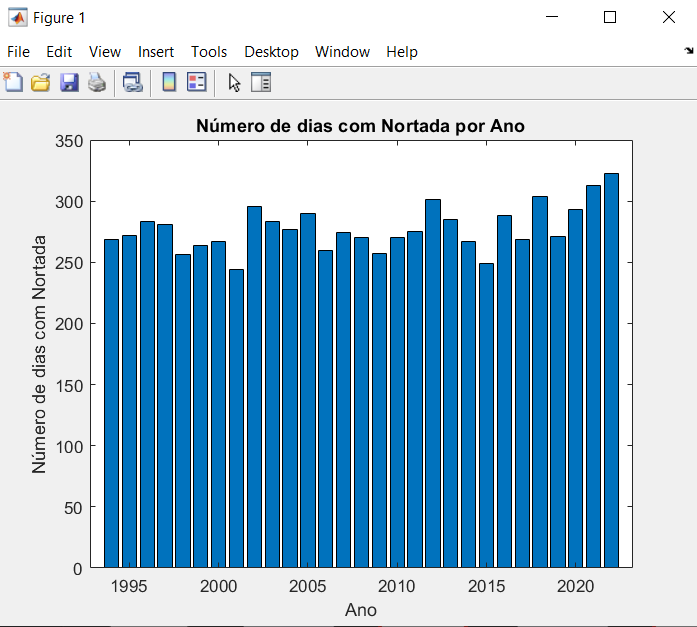 Figure 1
File Edit View Insert Tools Desktop Window Help
Número de dias com Nortada por Ano
350
300
250
200
150
100
50
0
Número de dias com Nortada
1995 2000 2005 2010 2015 2020
Ano